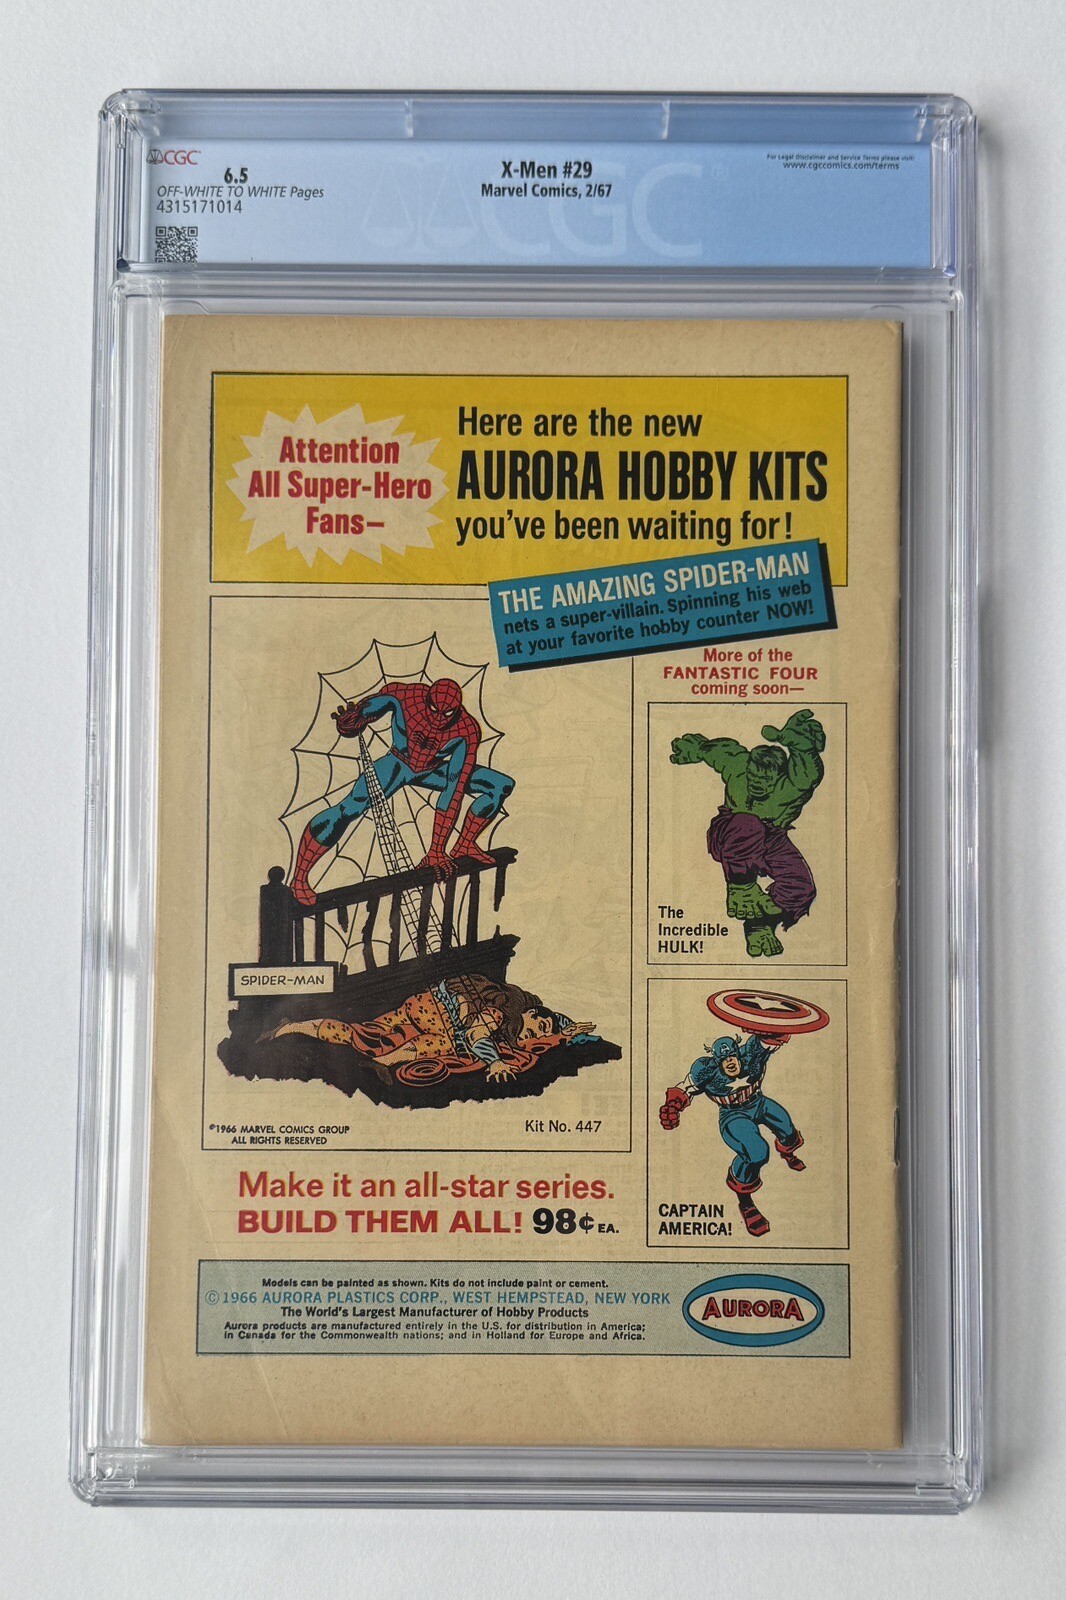 CGC
6.5
OFF-WHITE TO WHITE Pages
4315171014
X-Men #29
Marvel Comics, 2/67
For Legal Disclaimer and Service Terms please visit:
www.cgccomics.com/terms
CGC
Attention
All Super-Hero
Fans—
Here are the new
AURORA HOBBY KITS
you've been waiting for!
THE AMAZING SPIDER-MAN
nets a super-villain. Spinning his web
at your favorite hobby counter NOW!
More of the
FANTASTIC FOUR
coming soon—
The
Incredible
HULK!
SPIDER-MAN
©1966 MARVEL COMICS GROUP
ALL RIGHTS RESERVED
Kit No. 447
CAPTAIN
AMERICA!
Make it an all-star series.
BUILD THEM ALL! 98¢ EA.
Models can be painted as shown. Kits do not include paint or cement.
© 1966 AURORA PLASTICS CORP., WEST HEMPSTEAD, NEW YORK
The World's Largest Manufacturer of Hobby Products
Aurora products are manufactured entirely in the U.S. for distribution in America;
in Canada for the Commonwealth nations; and in Holland for Europe and Africa.
AURORA